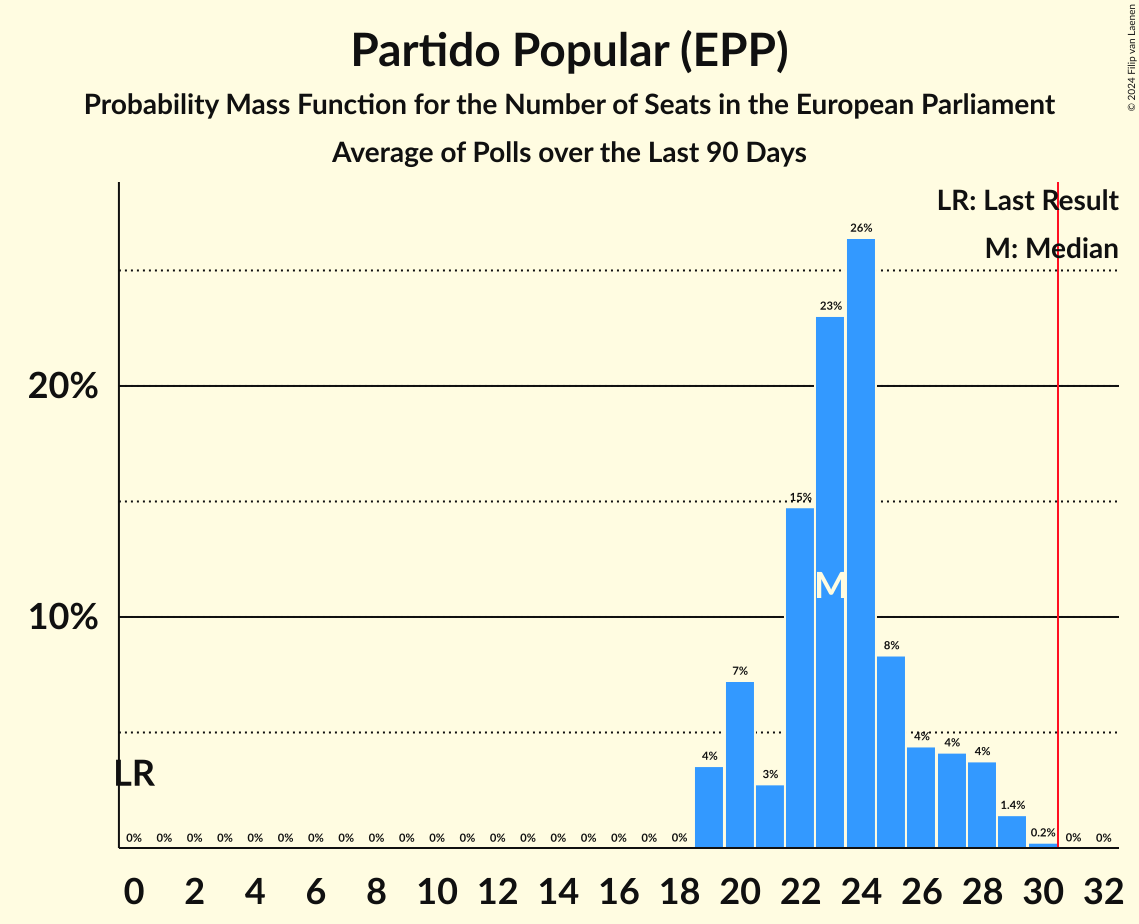 Partido Popular (EPP)
Probability Mass Function for the Number of Seats in the European Parliament
Average of Polls over the Last 90 Days
© 2024 Filip van Laenen
LR: Last Result
M: Median
26%
23%
20%
15%
M
10%
8%
7%
4% 4% 4%
4%
3%
LR
1.4%
0.2%
0% 0% 0% 0% 0% 0% 0% 0% 0% 0% 0% 0% 0% 0% 0% 0% 0% 0% 0% 0% 0%
0 2 4 6 8 10 12 14 16 18 20 22 24 26 28 30 32